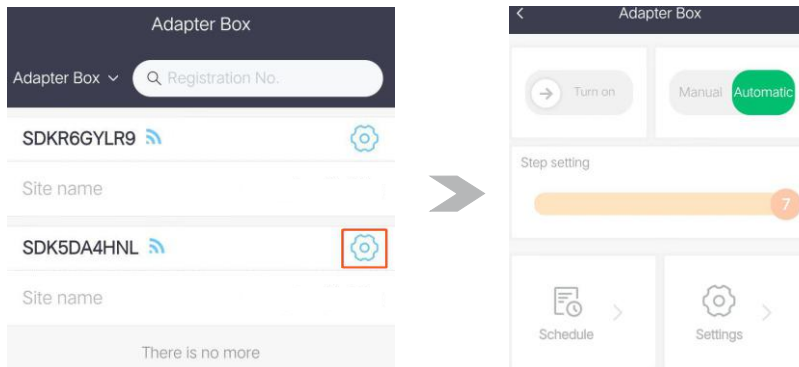 Adapter Box
Adapter Box
Registration No.
SDKR6GYLR9
Site name
SDK5DA4HNL
Site name
There is no more
Adapter Box
Turn on
Manual Automatic
Step setting
7
Schedule
Settings